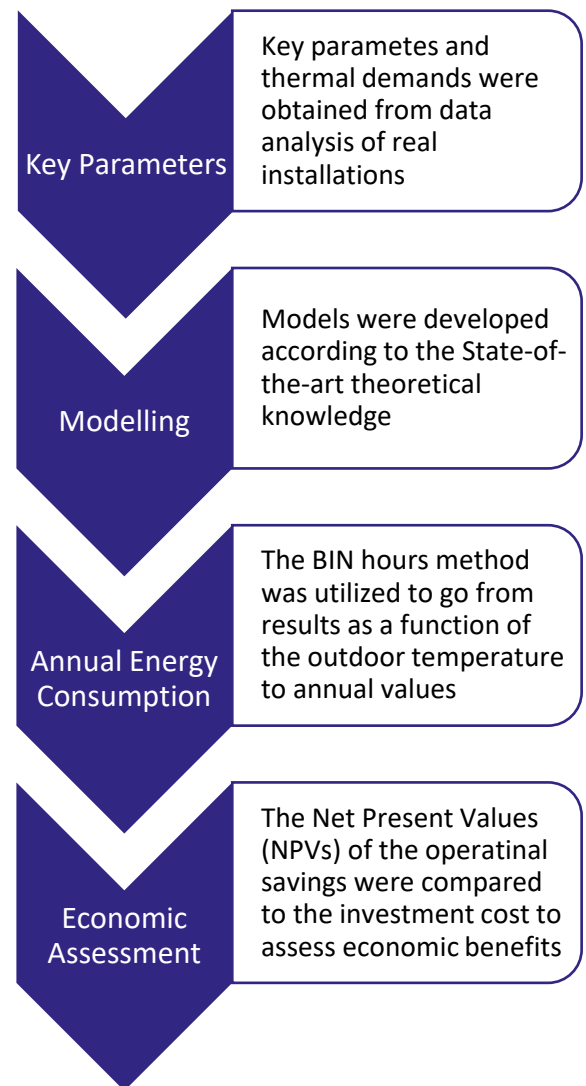 Key Parameters
Key parametes and
thermal demands were
obtained from data
analysis of real
installations
Modelling
Models were developed
according to the State-of-
the-art theoretical
knowledge
Annual Energy
Consumption
The BIN hours method
was utilized to go from
results as a function of
the outdoor temperature
to annual values
Economic
Assessment
The Net Present Values
(NPVs) of the operatinal
savings were compared
to the investment cost to
assess economic benefits